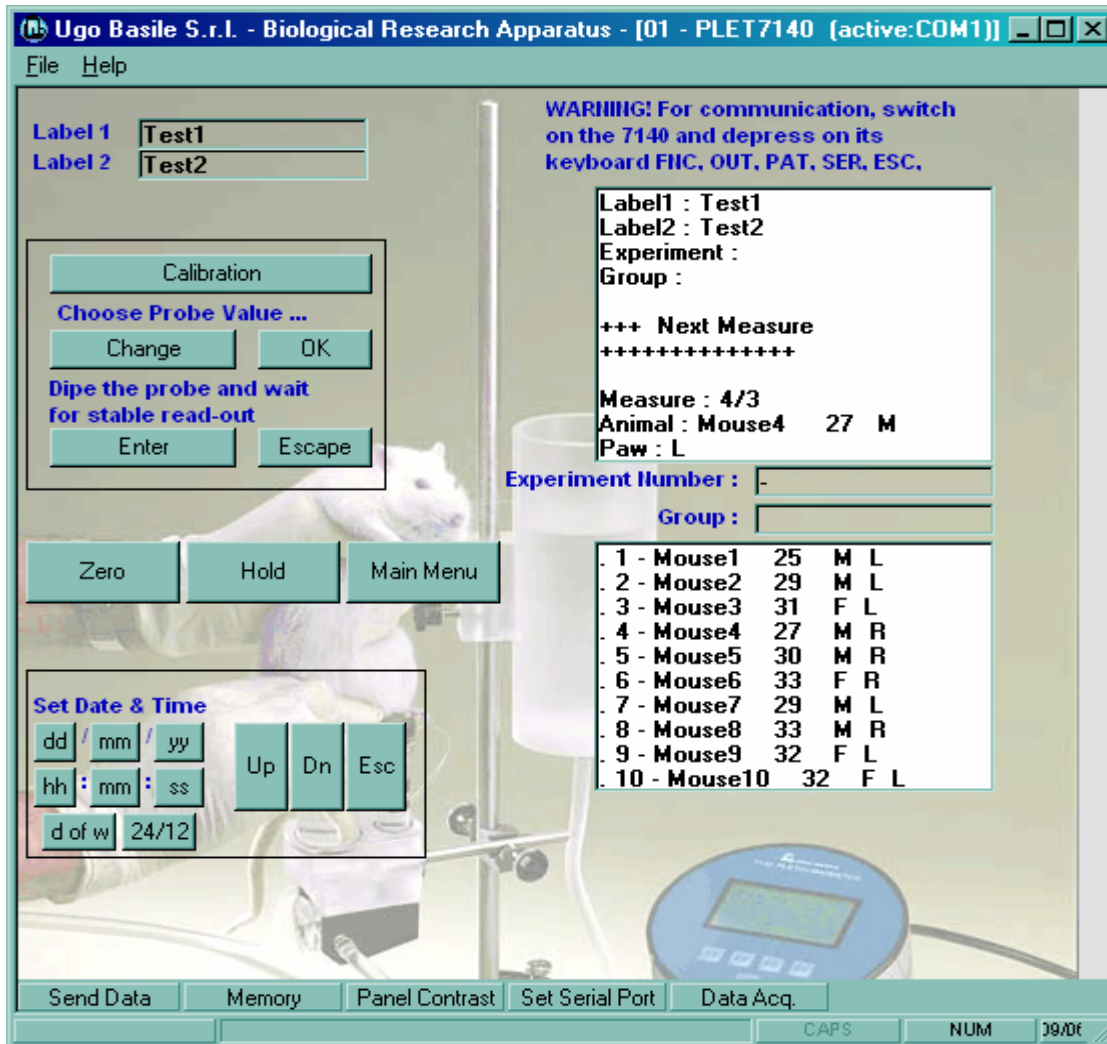 Ugo Basile S.r.l. - Biological Research Apparatus - [01 - PLET7140 (active:COM1)]
File Help
Label 1 Test1
Label 2 Test2
WARNING! For communication, switch
on the 7140 and depress on its
keyboard FNC, OUT, PAT, SER, ESC,
Label1 : Test1
Label2 : Test2
Experiment :
Group :
+++ Next Measure
++++++++++++++
Measure : 4/3
Animal : Mouse4 27 M
Paw : L
Calibration
Choose Probe Value ...
Change OK
Dipe the probe and wait
for stable read-out
Enter Escape
Experiment Number : -
Group :
Zero Hold Main Menu
. 1 - Mouse1 25 M L
. 2 - Mouse2 29 M L
. 3 - Mouse3 31 F L
. 4 - Mouse4 27 M R
. 5 - Mouse5 30 M R
. 6 - Mouse6 33 F R
. 7 - Mouse7 29 M L
. 8 - Mouse8 33 M R
. 9 - Mouse9 32 F L
. 10 - Mouse10 32 F L
Set Date & Time
dd / mm / yy
hh : mm : ss
d of w 24/12
Up Dn Esc
Send Data Memory Panel Contrast Set Serial Port Data Acq.
CAPS NUM